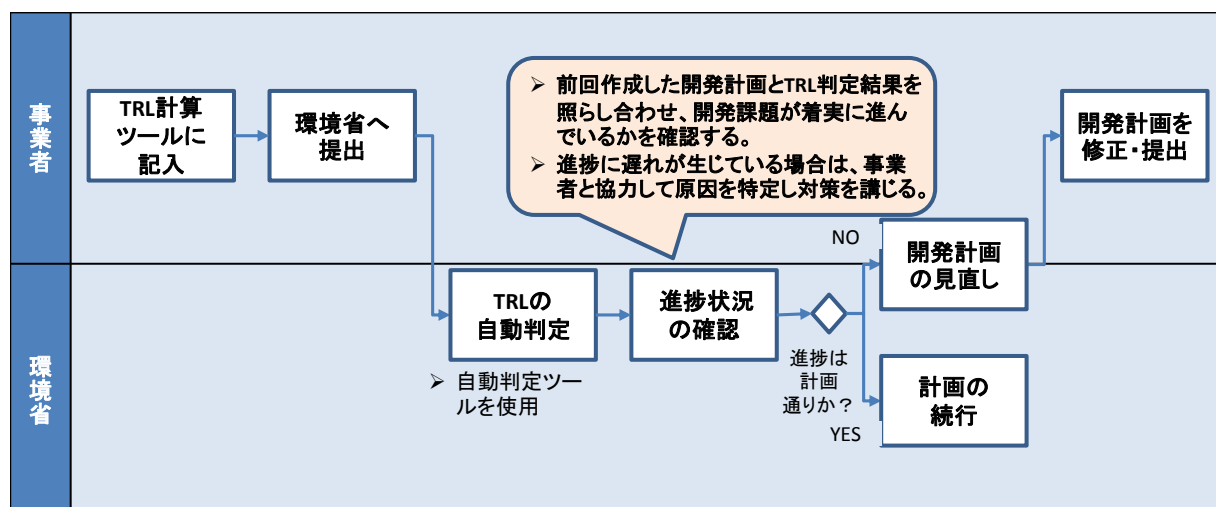 事業者
TRL計算
ツールに
記入
環境省へ
提出
➢ 前回作成した開発計画とTRL判定結果を
照らし合わせ、開発課題が着実に進ん
でいるかを確認する。
➢ 進捗に遅れが生じている場合は、事業
者と協力して原因を特定し対策を講じる。
開発計画を
修正・提出
環境省
TRLの
自動判定
➢ 自動判定ツー
ルを使用
進捗状況
の確認
進捗は
計画
通りか？
NO
開発計画
の見直し
YES
計画の
続行